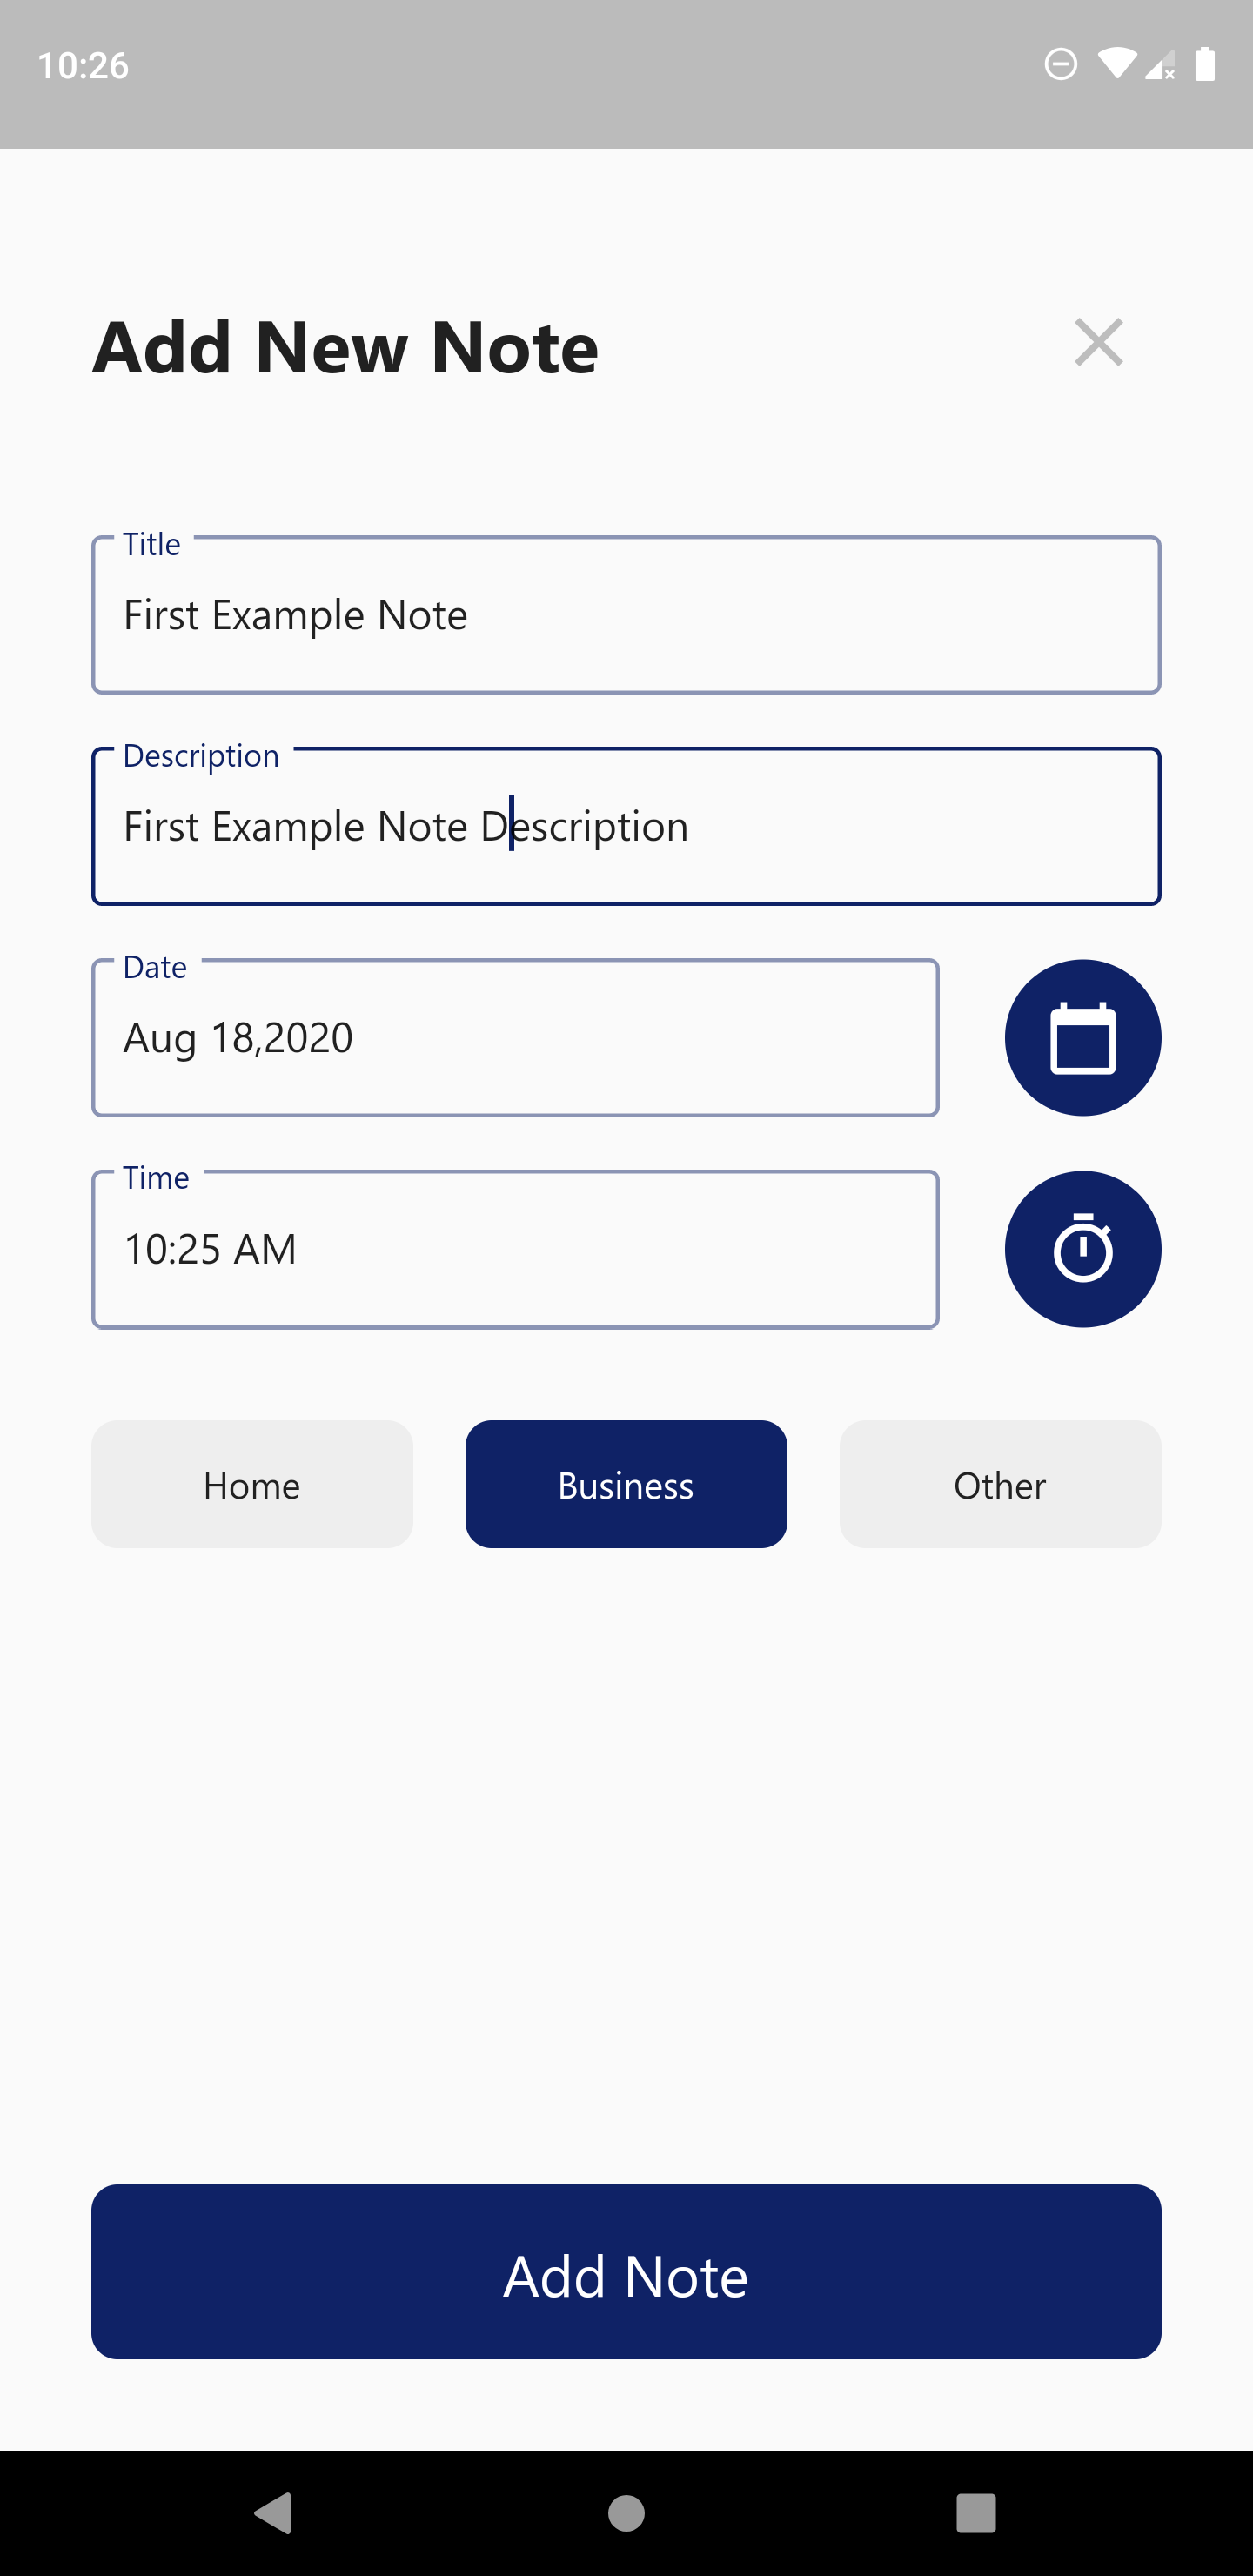 10:26
Add New Note
Title
First Example Note
Description
First Example Note Description
Date
Aug 18,2020
Time
10:25 AM
Home Business Other
Add Note